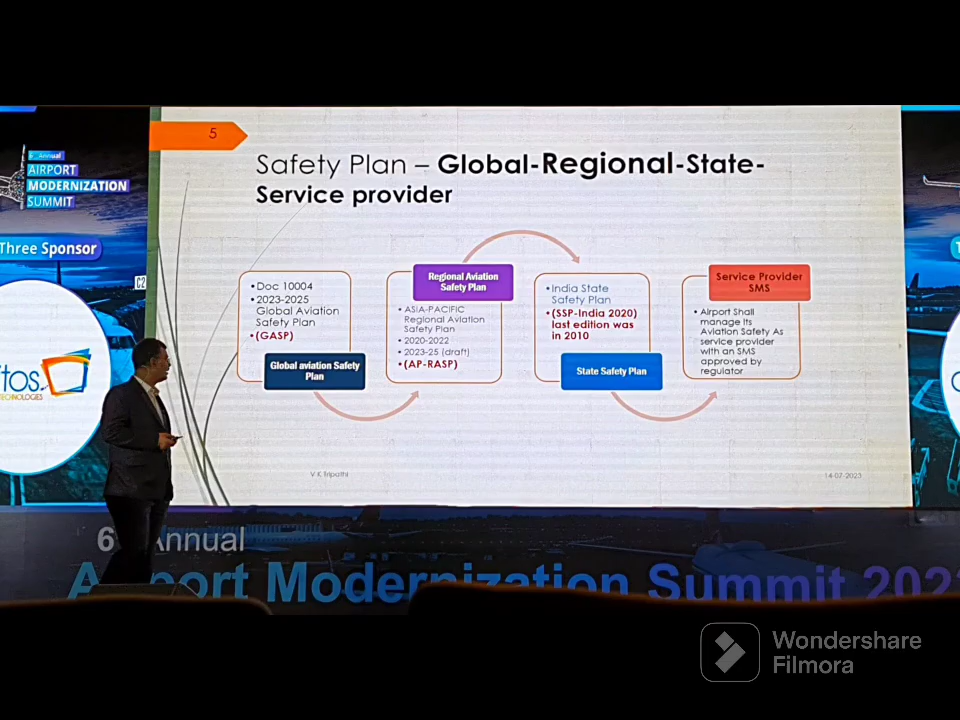 5
Safety Plan – Global-Regional-State-
Service provider
6 Annual
AIRPORT
MODERNIZATION
SUMMIT
Three Sponsor
C2
itos
TECHNOLOGIES
• Doc 10004
• 2023-2025
Global Aviation
Safety Plan
• (GASP)
Global aviation Safety
Plan
Regional Aviation
Safety Plan
• ASIA-PACIFIC
Regional Aviation
Safety Plan
• 2020-2022
• 2023-25 (draft)
• (AP-RASP)
• India State
Safety Plan
• (SSP-India 2020)
last edition was
in 2010
State Safety Plan
Service Provider
SMS
• Airport Shall
manage its
Aviation Safety As
service provider
with an SMS
approved by
regulator
V K Tripathi
14-07-2023
6 Annual
Airport Modernization Summit 202
Wondershare
Filmora